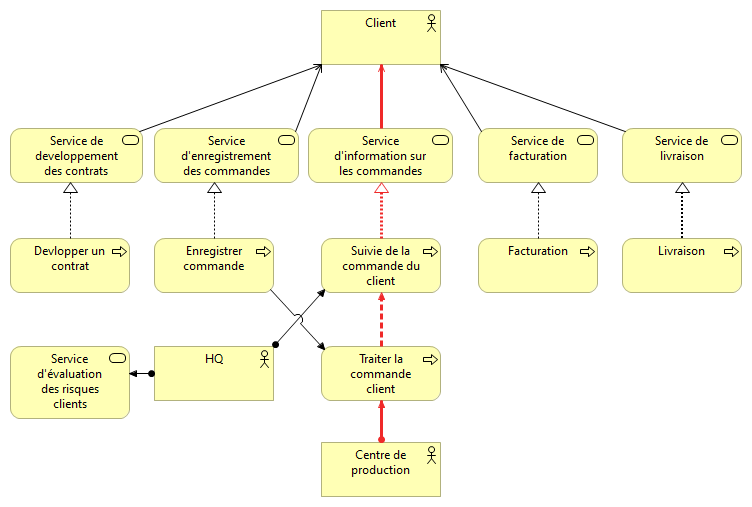 Client
Service de
developpement
des contrats
Service
d'enregistrement
des commandes
Service
d'information sur
les commandes
Service de
facturation
Service de
livraison
Devlopper un
contrat
Enregistrer
commande
Suivie de la
commande du
client
Facturation
Livraison
Service
d'évaluation
des risques
clients
HQ
Traiter la
commande
client
Centre de
production